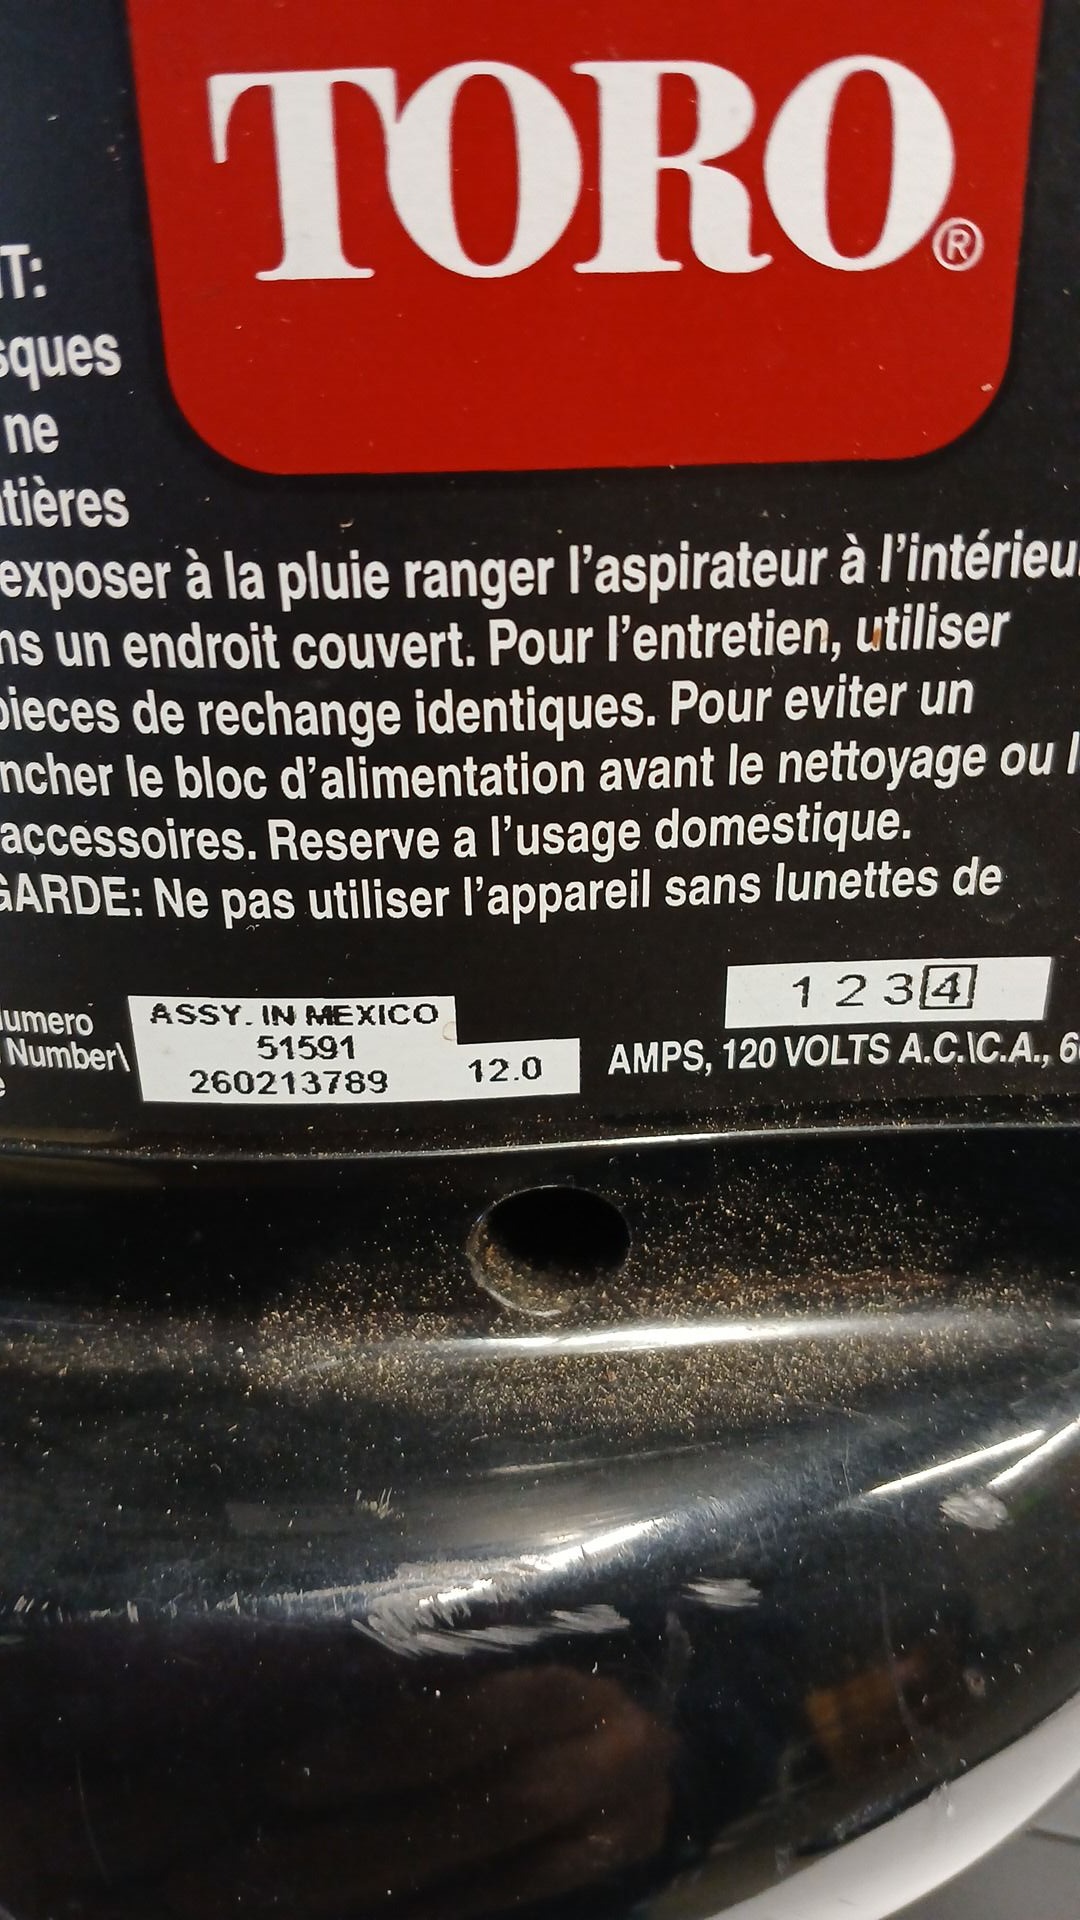 TORO®
T:
sques
ne
tières
exposer à la pluie ranger l'aspirateur à l'intérieu
ns un endroit couvert. Pour l'entretien, utiliser
pieces de rechange identiques. Pour eviter un
ncher le bloc d'alimentation avant le nettoyage ou l
accessoires. Reserve a l'usage domestique.
GARDE: Ne pas utiliser l'appareil sans lunettes de
1 2 3 4
umero
Number\
ASSY. IN MEXICO
51591
260213789
12.0
AMPS, 120 VOLTS A.C.\C.A., 6